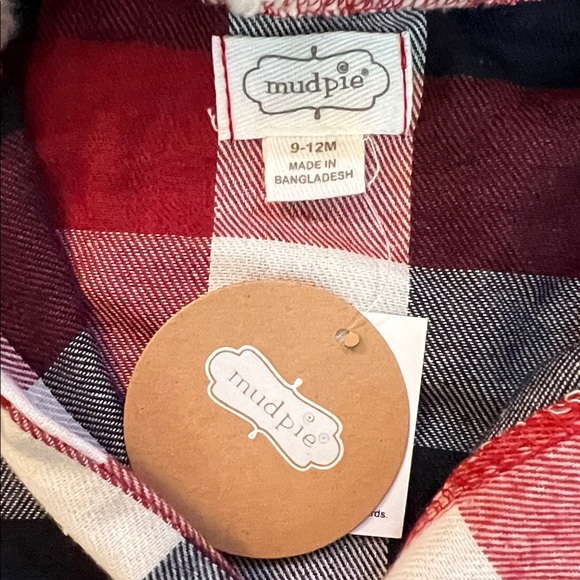 mudpie®
9-12M
MADE IN
BANGLADESH
mudpie
rds.